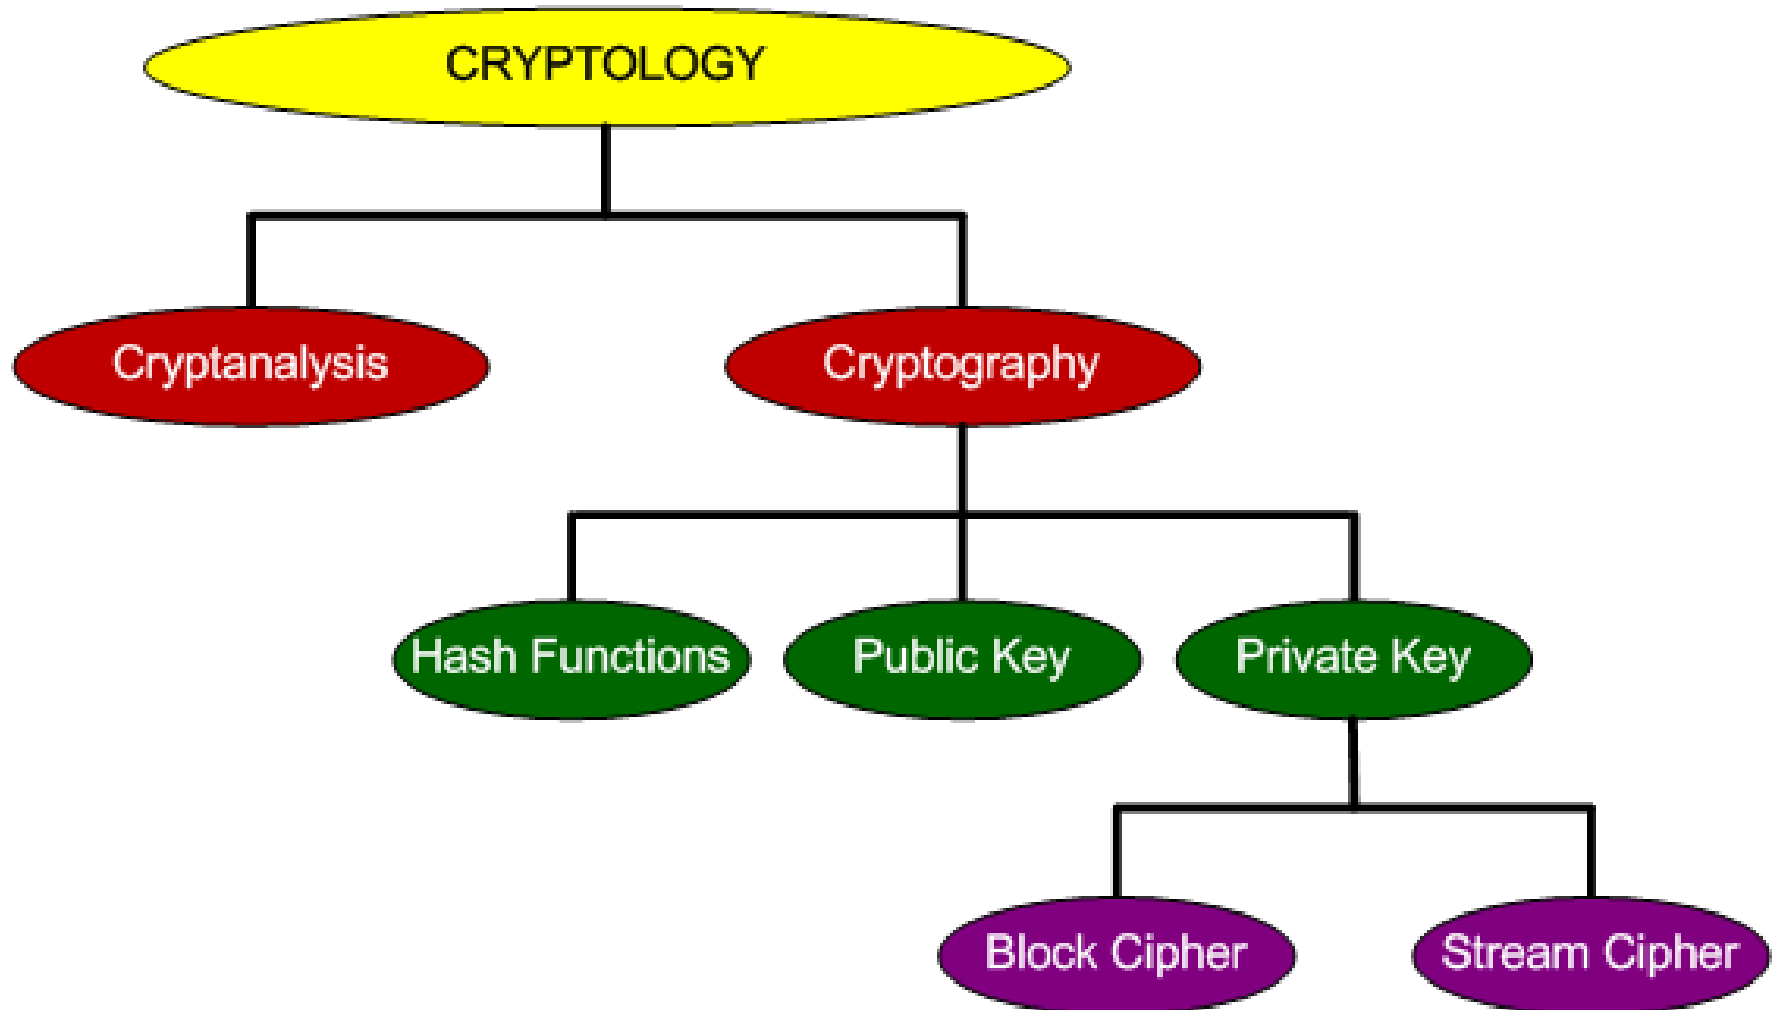 CRYPTOLOGY
Cryptanalysis
Cryptography
Hash Functions
Public Key
Private Key
Block Cipher
Stream Cipher